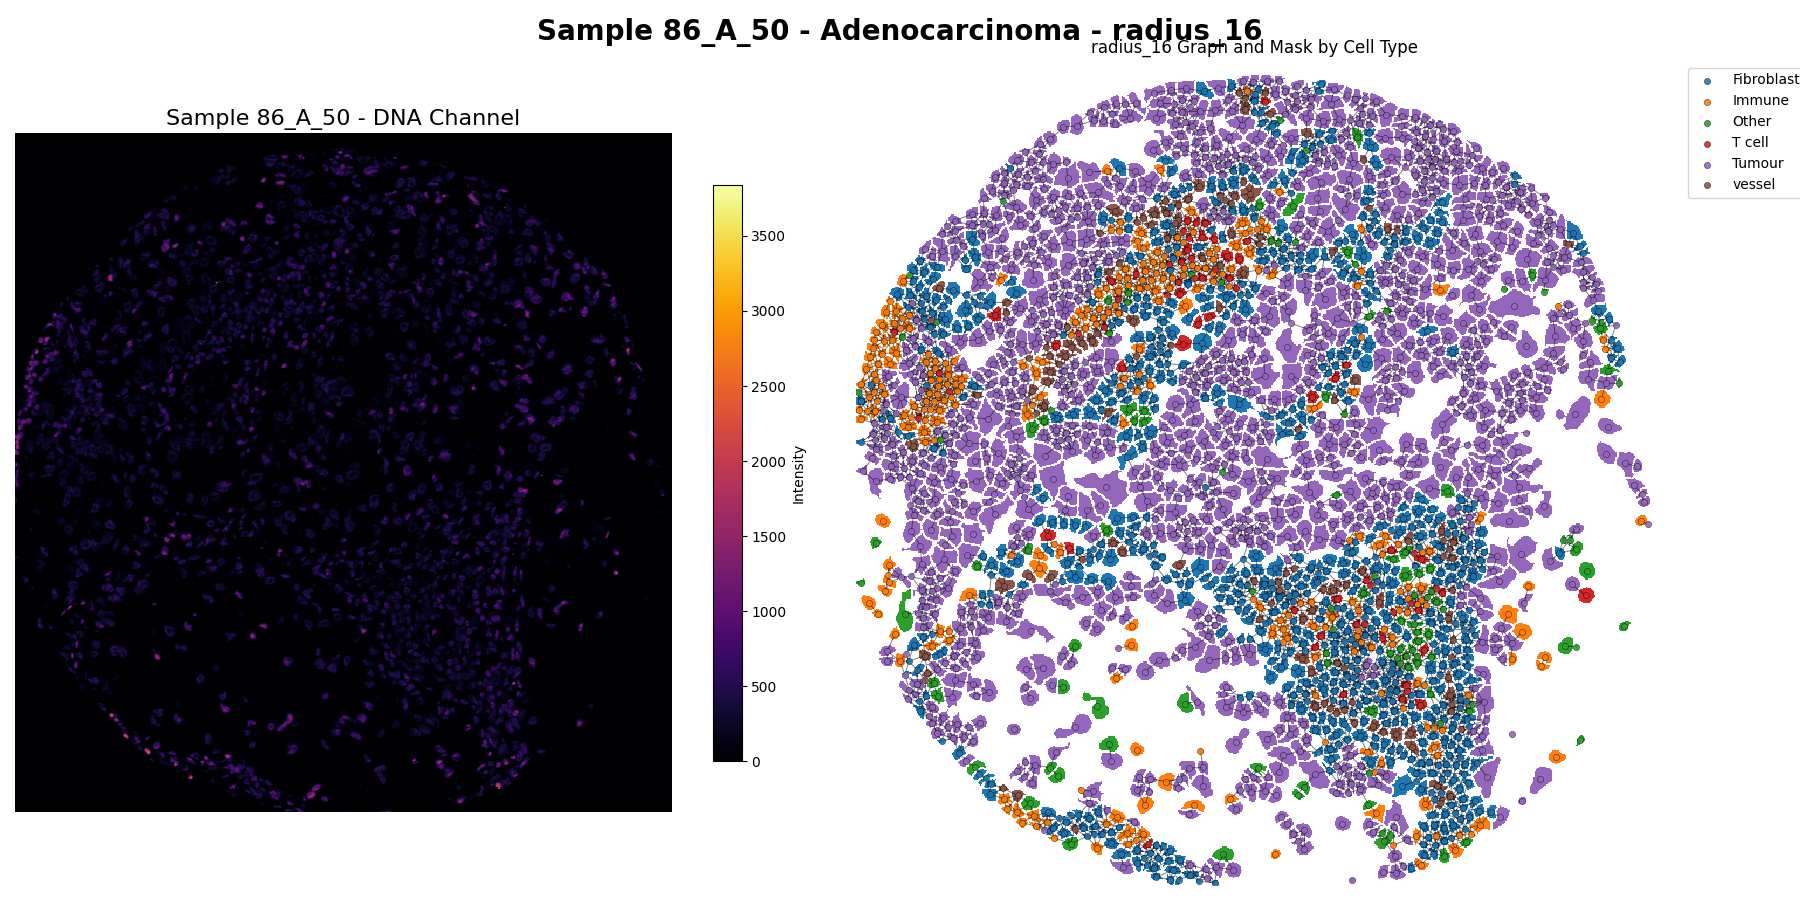 Sample 86_A_50 - Adenocarcinoma - radius_16
radius_16 Graph and Mask by Cell Type
Sample 86_A_50 - DNA Channel
3500
3000
2500
2000
1500
1000
500
0
Intensity
Fibroblast
Immune
Other
T cell
Tumour
vessel